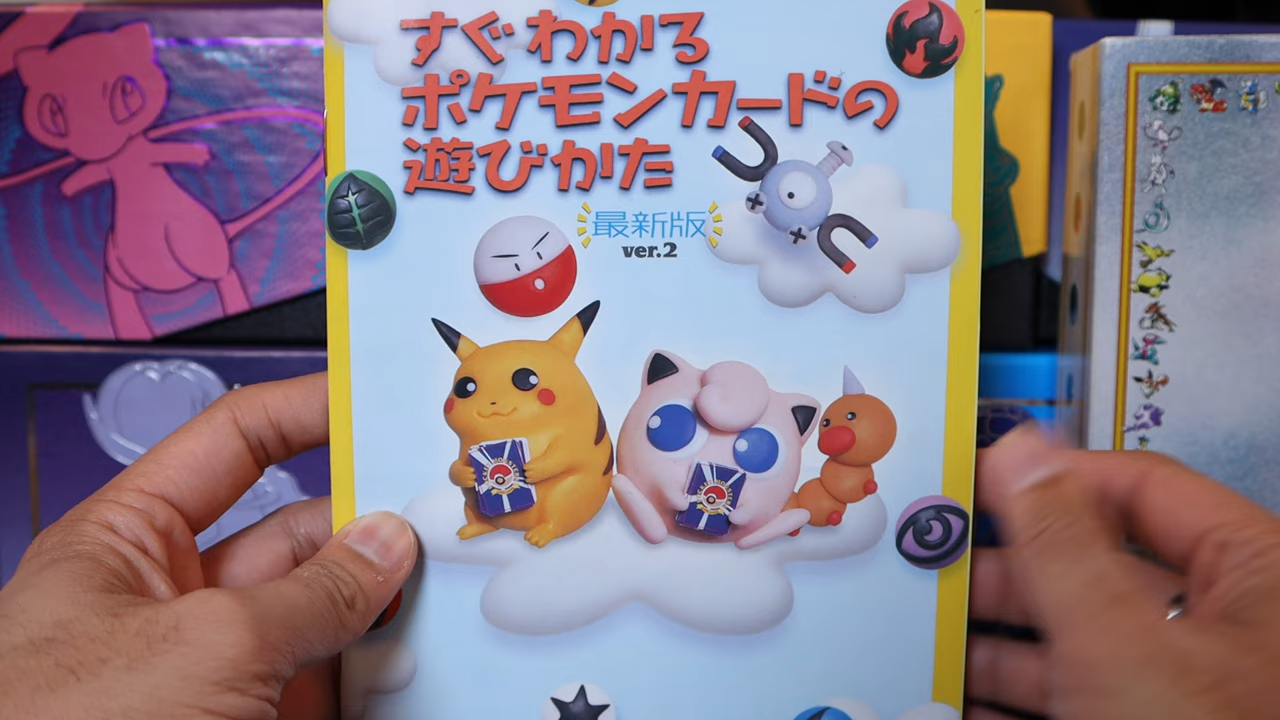 すぐわかる
ポケモンカードの
遊びかた
最新版
ver.2